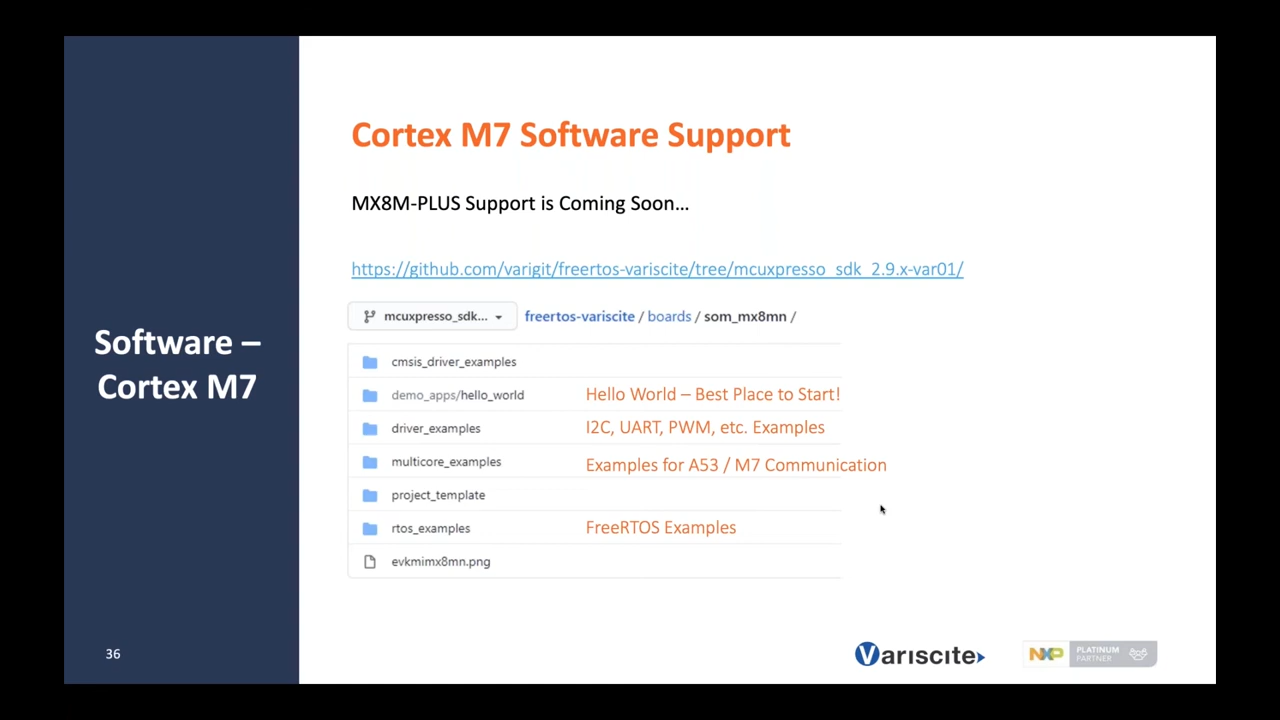 Cortex M7 Software Support
MX8M-PLUS Support is Coming Soon...
https://github.com/varigit/freertos-variscite/tree/mcuxpresso_sdk_2.9.x-var01/
mcuxpresso_sdk... freertos-variscite / boards / som_mx8mn /
cmsis_driver_examples
demo_apps/hello_world Hello World – Best Place to Start!
driver_examples I2C, UART, PWM, etc. Examples
multicore_examples Examples for A53 / M7 Communication
project_template
rtos_examples FreeRTOS Examples
evkmimx8mn.png
Software –
Cortex M7
36
Variscite
NXP PLATINUM
PARTNER